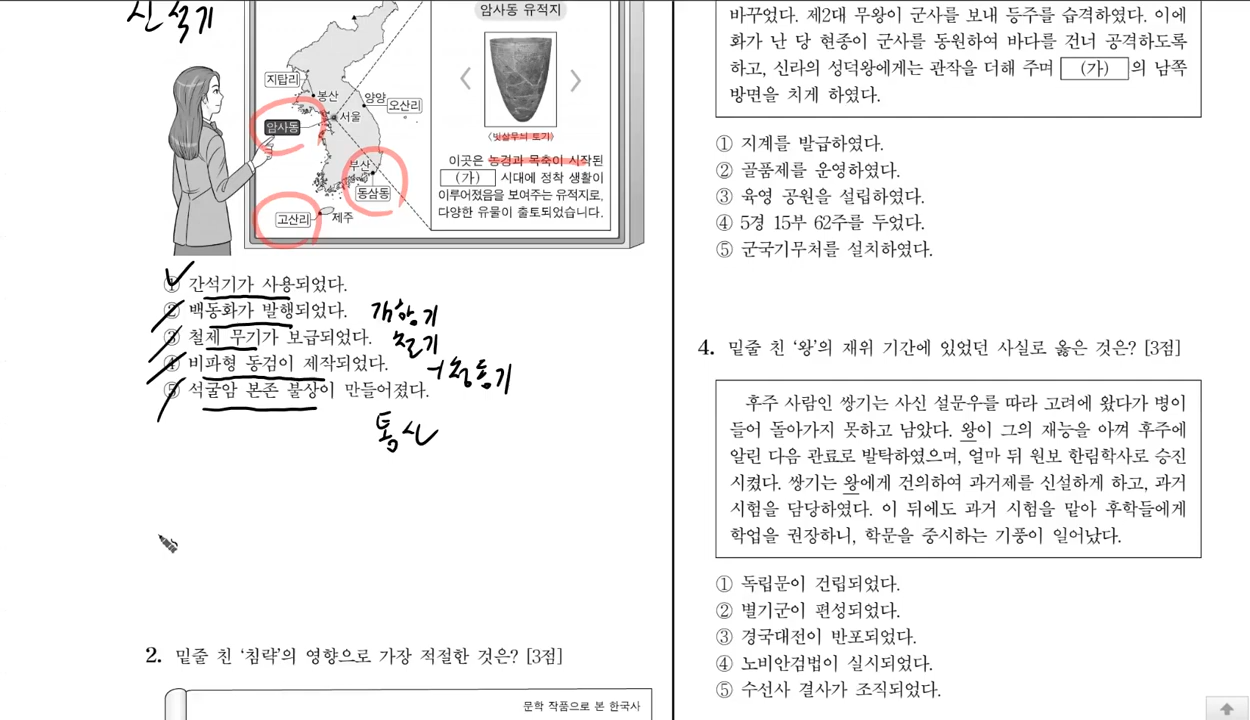 신석기
암사동 유적지
지탑리
봉산
양양
오산리
암사동
서울
부산
동삼동
고산리
제주
〈빗살무늬 토기〉
이곳은 농경과 목축이 시작된
(가) 시대에 정착 생활이
이루어졌음을 보여주는 유적지로,
다양한 유물이 출토되었습니다.
① 간석기가 사용되었다.
② 백동화가 발행되었다. 개항기
③ 철제 무기가 보급되었다. 철기
④ 비파형 동검이 제작되었다. 청동기
⑤ 석굴암 본존 불상이 만들어졌다.
통신
2. 밑줄 친 ‘침략’의 영향으로 가장 적절한 것은? [3점]
문학 작품으로 본 한국사
바꾸었다. 제2대 무왕이 군사를 보내 등주를 습격하였다. 이에
화가 난 당 현종이 군사를 동원하여 바다를 건너 공격하도록
하고, 신라의 성덕왕에게는 관작을 더해 주며 (가) 의 남쪽
방면을 치게 하였다.
① 지계를 발급하였다.
② 골품제를 운영하였다.
③ 육영 공원을 설립하였다.
④ 5경 15부 62주를 두었다.
⑤ 군국기무처를 설치하였다.
4. 밑줄 친 ‘왕’의 재위 기간에 있었던 사실로 옳은 것은? [3점]
후주 사람인 쌍기는 사신 설문우를 따라 고려에 왔다가 병이
들어 돌아가지 못하고 남았다. 왕이 그의 재능을 아껴 후주에
알린 다음 관료로 발탁하였으며, 얼마 뒤 원보 한림학사로 승진
시켰다. 쌍기는 왕에게 건의하여 과거제를 신설하게 하고, 과거
시험을 담당하였다. 이 뒤에도 과거 시험을 맡아 후학들에게
학업을 권장하니, 학문을 중시하는 기풍이 일어났다.
① 독립문이 건립되었다.
② 별기군이 편성되었다.
③ 경국대전이 반포되었다.
④ 노비안검법이 실시되었다.
⑤ 수선사 결사가 조직되었다.